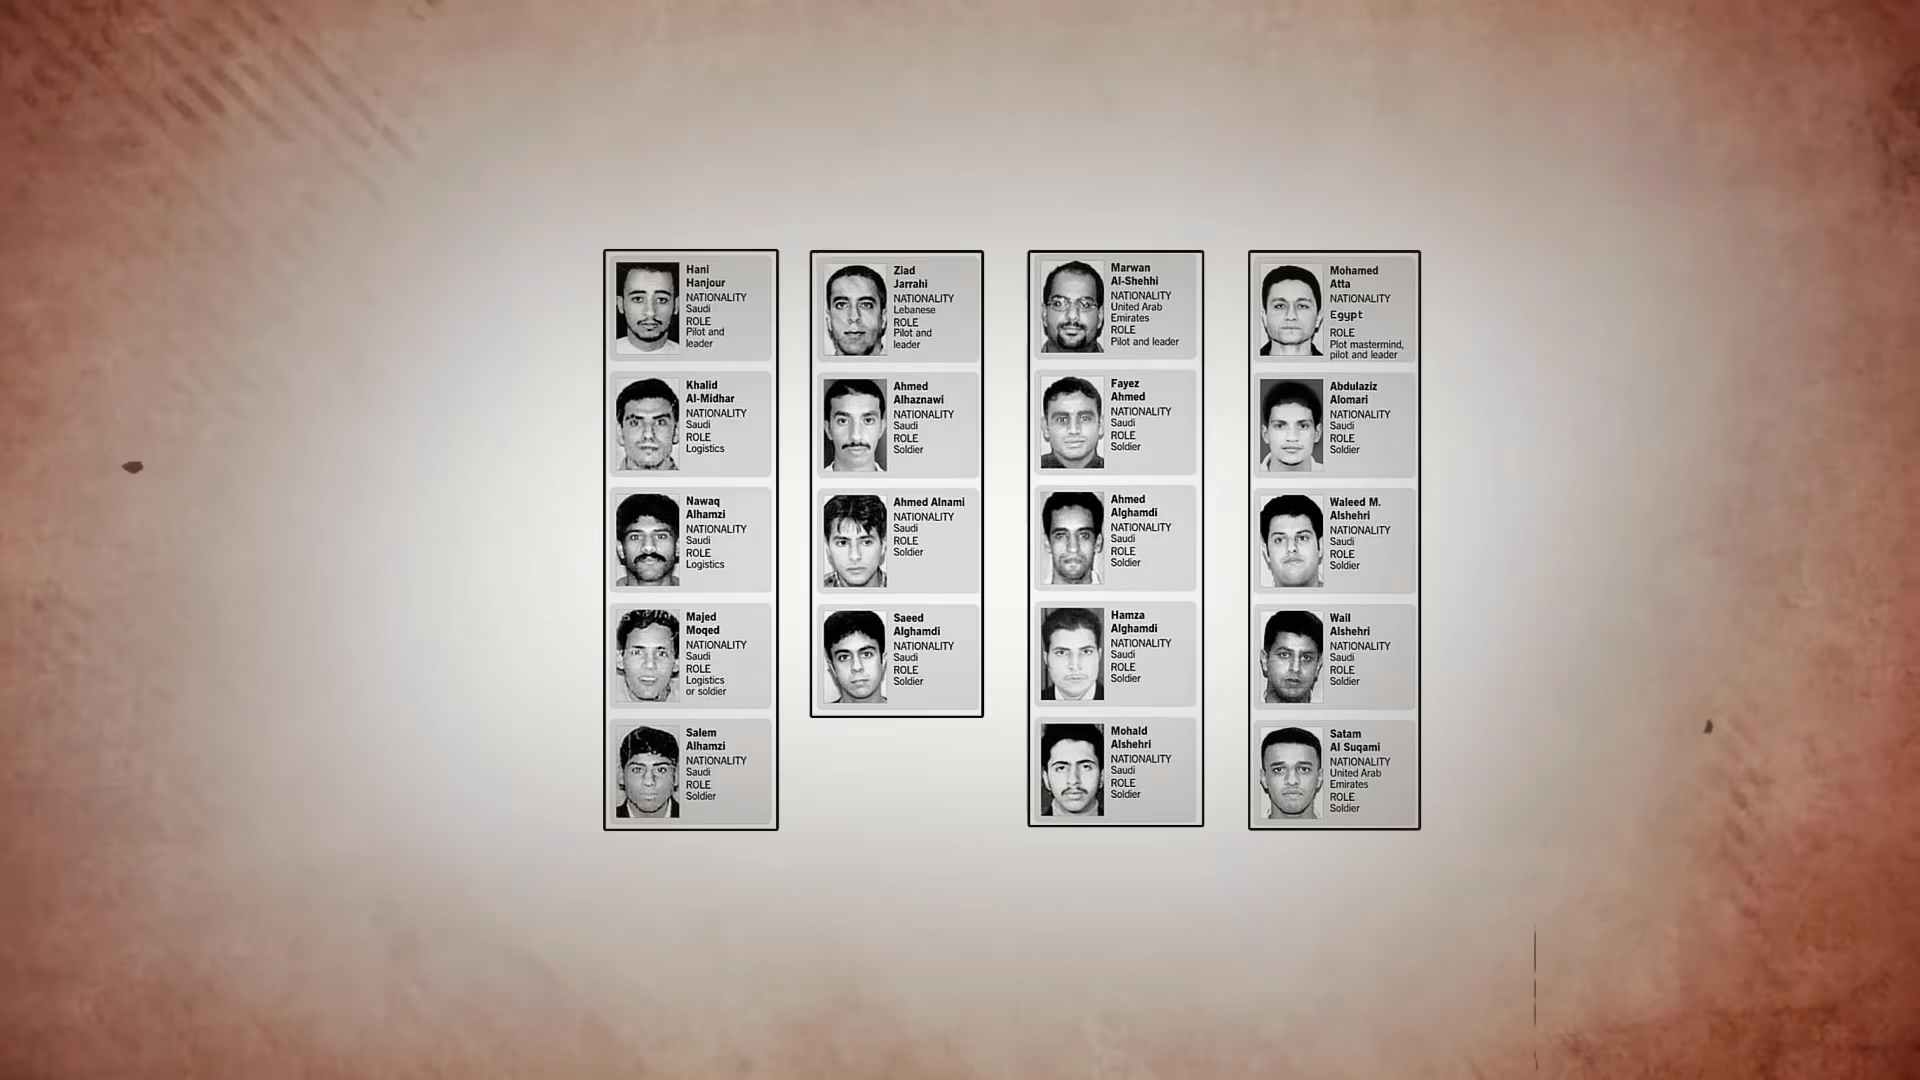 Hani
Hanjour
NATIONALITY
Saudi
ROLE
Pilot and
leader
Khalid
Al-Midhar
NATIONALITY
Saudi
ROLE
Logistics
Nawaq
Alhamzi
NATIONALITY
Saudi
ROLE
Logistics
Majed
Moqed
NATIONALITY
Saudi
ROLE
Logistics
or soldier
Salem
Alhamzi
NATIONALITY
Saudi
ROLE
Soldier
Ziad
Jarrahi
NATIONALITY
Lebanese
ROLE
Pilot and
leader
Ahmed
Alhaznawi
NATIONALITY
Saudi
ROLE
Soldier
Ahmed Alnami
NATIONALITY
Saudi
ROLE
Soldier
Saeed
Alghamdi
NATIONALITY
Saudi
ROLE
Soldier
Marwan
Al-Shehhi
NATIONALITY
United Arab
Emirates
ROLE
Pilot and leader
Fayez
Ahmed
NATIONALITY
Saudi
ROLE
Soldier
Ahmed
Alghamdi
NATIONALITY
Saudi
ROLE
Soldier
Hamza
Alghamdi
NATIONALITY
Saudi
ROLE
Soldier
Mohald
Alshehri
NATIONALITY
Saudi
ROLE
Soldier
Mohamed
Atta
NATIONALITY
Egypt
ROLE
Plot mastermind,
pilot and leader
Abdulaziz
Alomari
NATIONALITY
Saudi
ROLE
Soldier
Waleed M.
Alshehri
NATIONALITY
Saudi
ROLE
Soldier
Wail
Alshehri
NATIONALITY
Saudi
ROLE
Soldier
Satam
Al Suqami
NATIONALITY
United Arab
Emirates
ROLE
Soldier